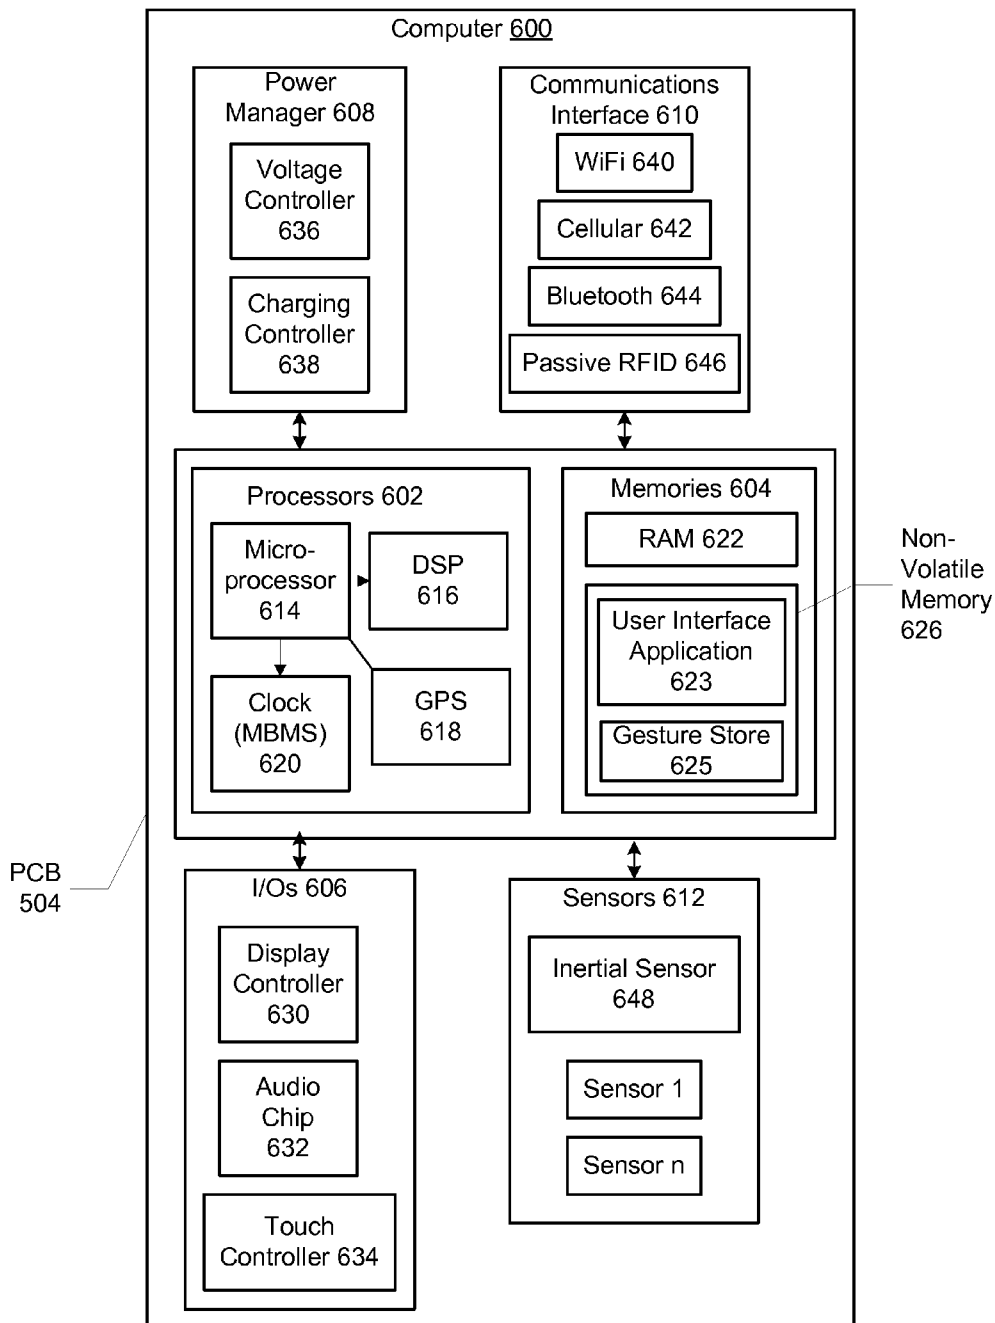 Computer 600
Power
Manager 608
Voltage
Controller
636
Charging
Controller
638
Communications
Interface 610
WiFi 640
Cellular 642
Bluetooth 644
Passive RFID 646
Processors 602
Micro-
processor
614
DSP
616
Clock
(MBMS)
620
GPS
618
Memories 604
RAM 622
User Interface
Application
623
Gesture Store
625
Non-
Volatile
Memory
626
PCB
504
I/Os 606
Display
Controller
630
Audio
Chip
632
Touch
Controller 634
Sensors 612
Inertial Sensor
648
Sensor 1
Sensor n